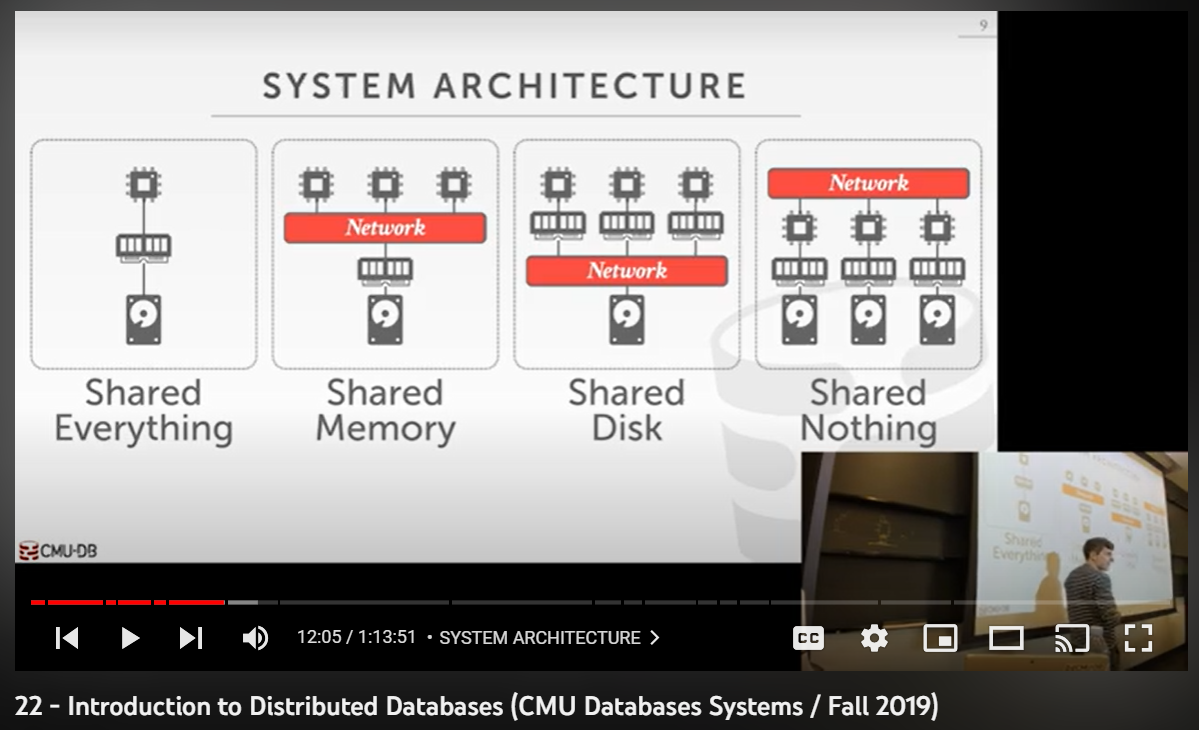 9
SYSTEM ARCHITECTURE
Network
Network
Network
Shared
Everything
Shared
Memory
Shared
Disk
Shared
Nothing
CMU·DB
Shared
Everything
12:05 / 1:13:51 • SYSTEM ARCHITECTURE >
CC
22 - Introduction to Distributed Databases (CMU Databases Systems / Fall 2019)